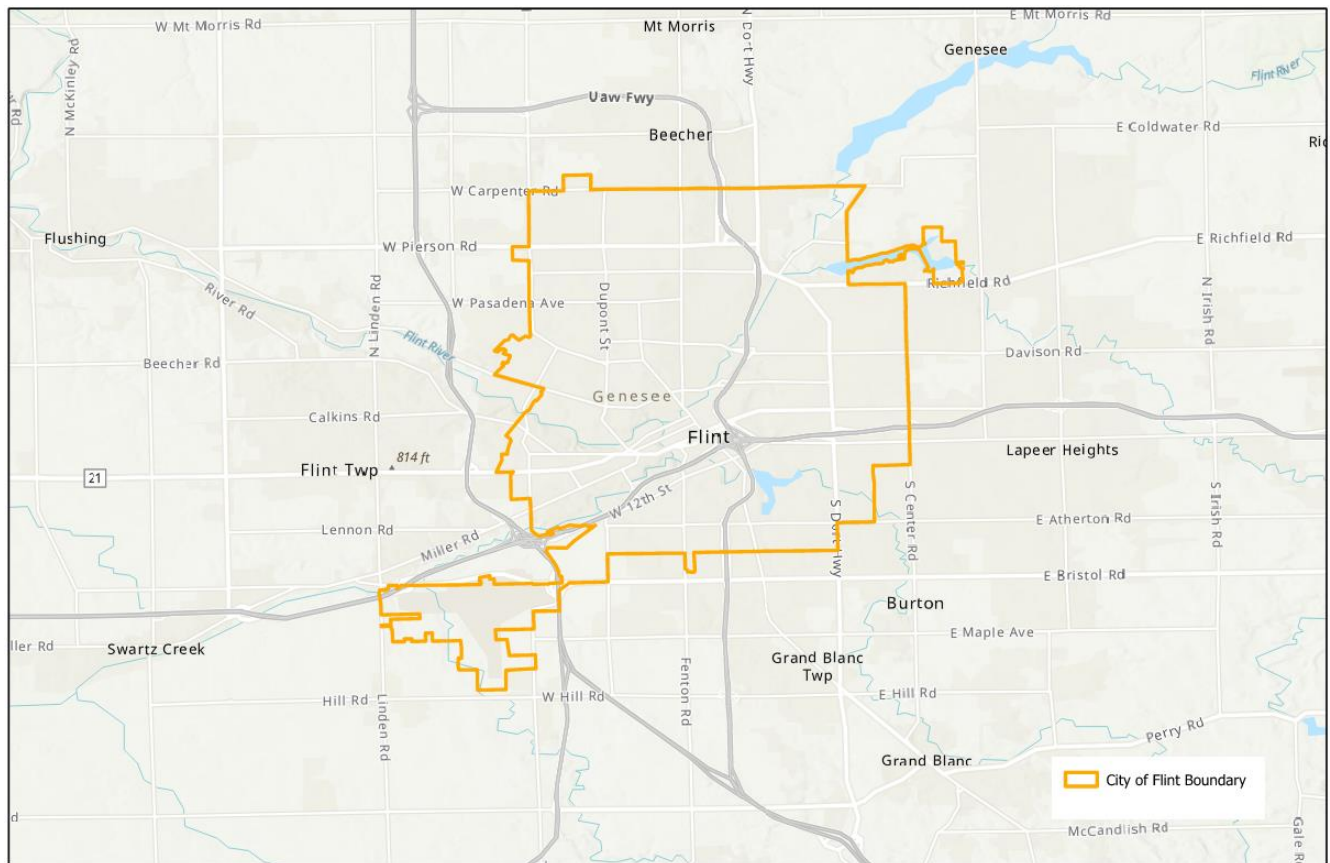 W Mt Morris Rd
E Mt Morris Rd
Mt Morris
N Dort Hwy
Genesee
N McKinley Rd
Flint River
Uaw Fwy
Beecher
E Coldwater Rd
W Carpenter Rd
Flushing
W Pierson Rd
E Richfield Rd
Richfield Rd
River Rd
N Linden Rd
W Pasadena Ave
Dupont St
N Irish Rd
Flint River
Beecher Rd
Davison Rd
Genesee
Calkins Rd
Flint
Lapeer Heights
814 ft
Flint Twp
21
W 12th St
S Dort Hwy
S Center Rd
S Irish Rd
Lennon Rd
Miller Rd
E Atherton Rd
E Bristol Rd
Burton
ller Rd
Swartz Creek
E Maple Ave
Grand Blanc
Twp
Fenton Rd
Hill Rd
Linden Rd
W Hill Rd
E Hill Rd
Perry Rd
Grand Blanc
City of Flint Boundary
McCandlish Rd
Gale R